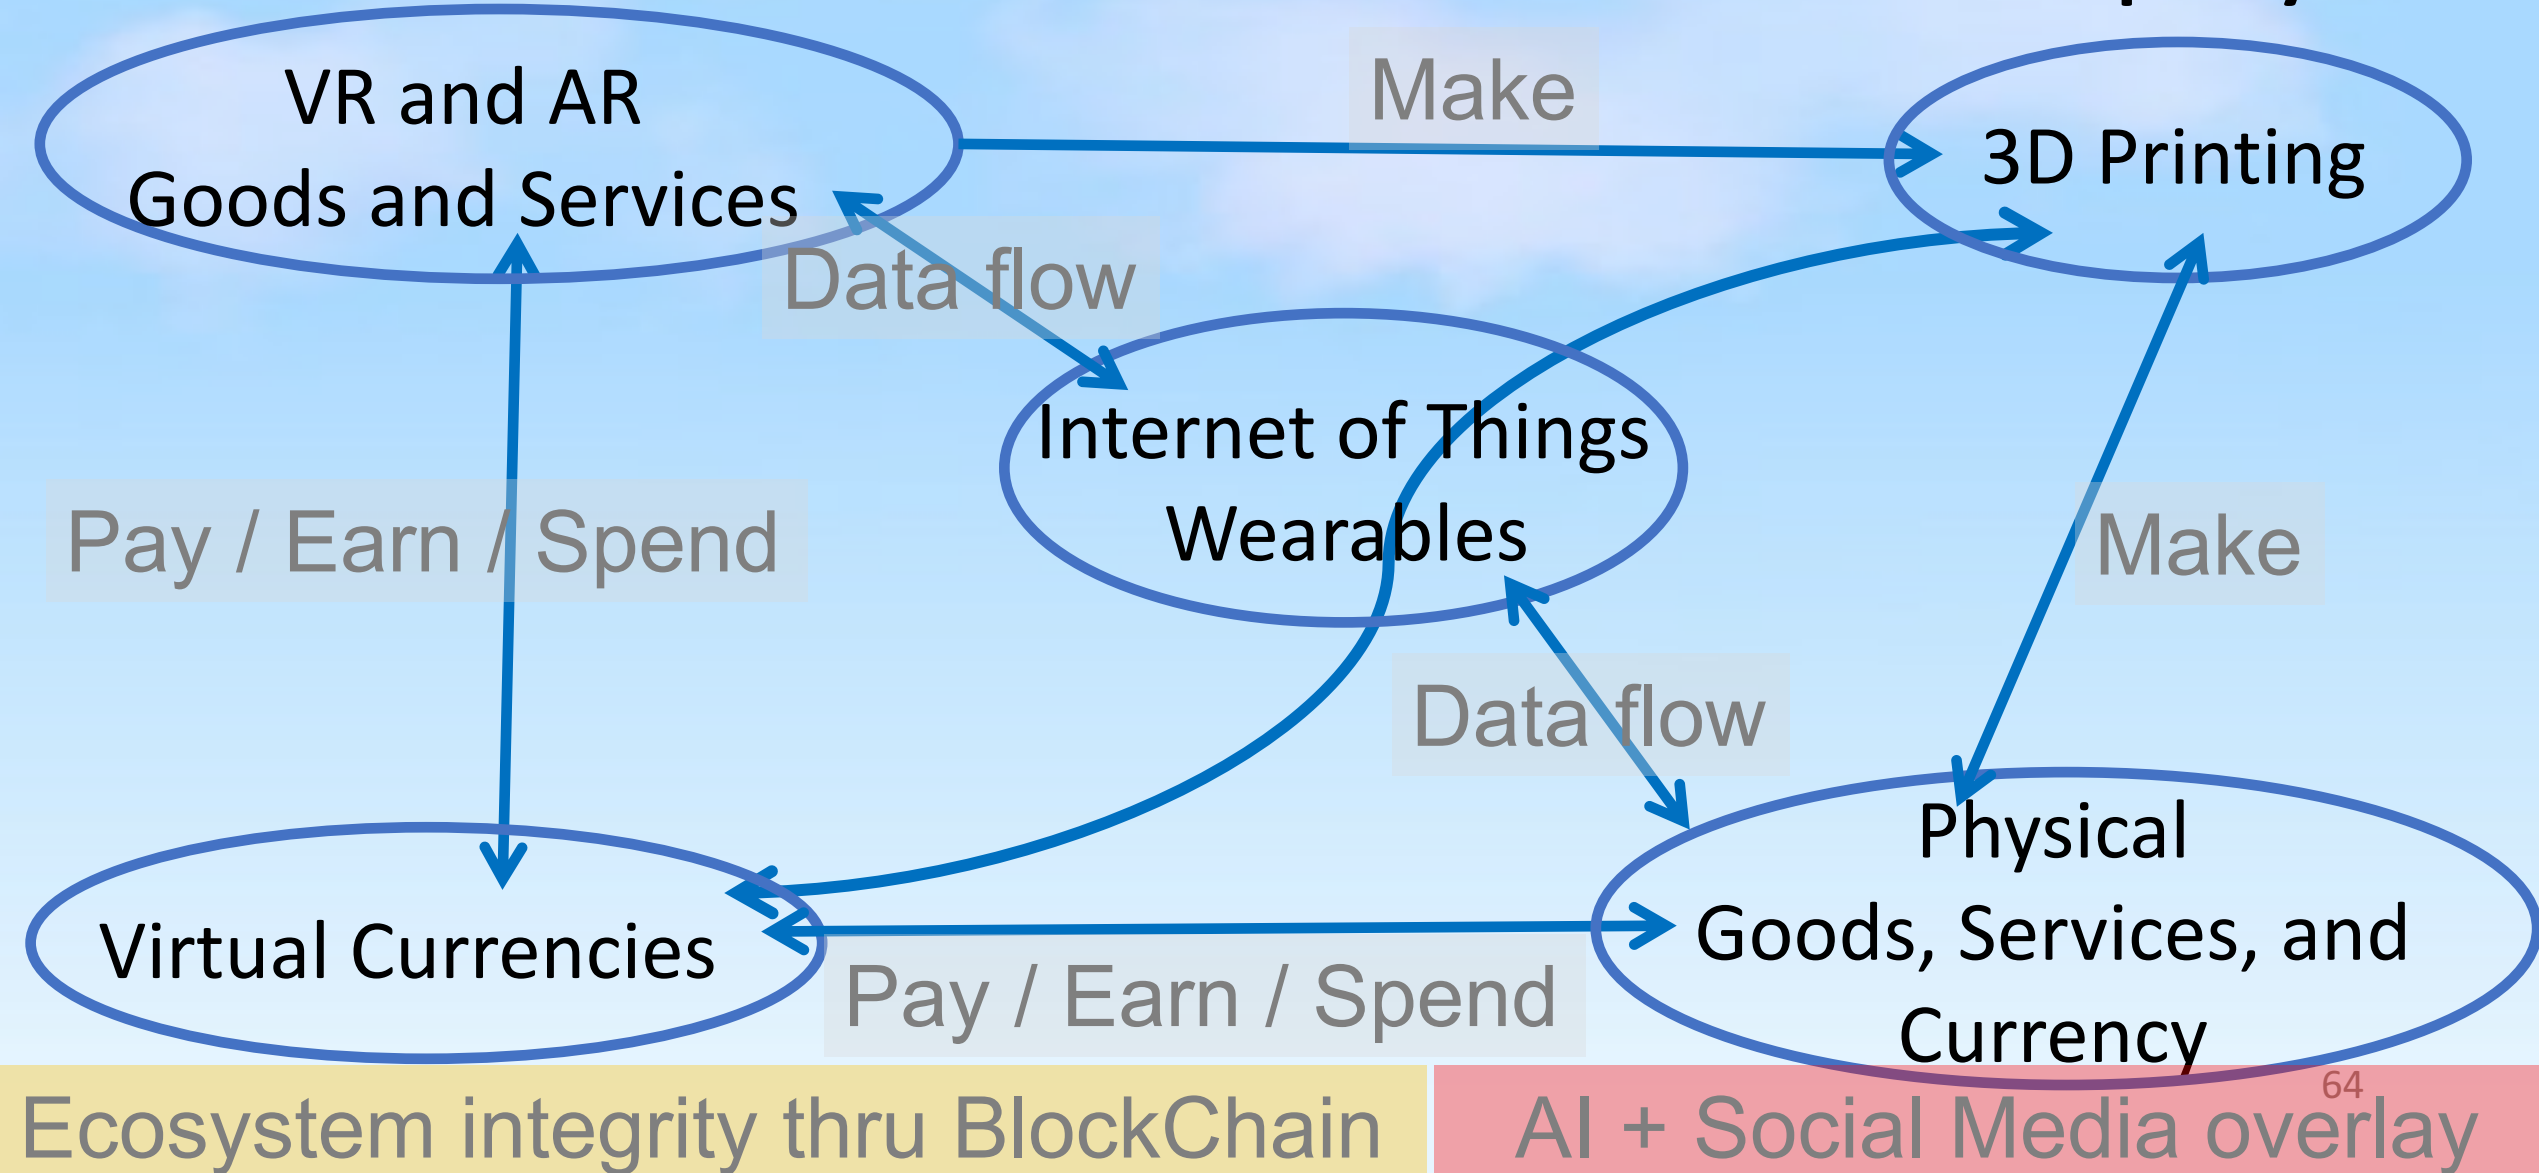 VR and AR
Goods and Services
Make
3D Printing
Data flow
Internet of Things
Wearables
Pay / Earn / Spend
Make
Data flow
Virtual Currencies
Pay / Earn / Spend
Physical
Goods, Services, and
Currency
64
Ecosystem integrity thru BlockChain
AI + Social Media overlay